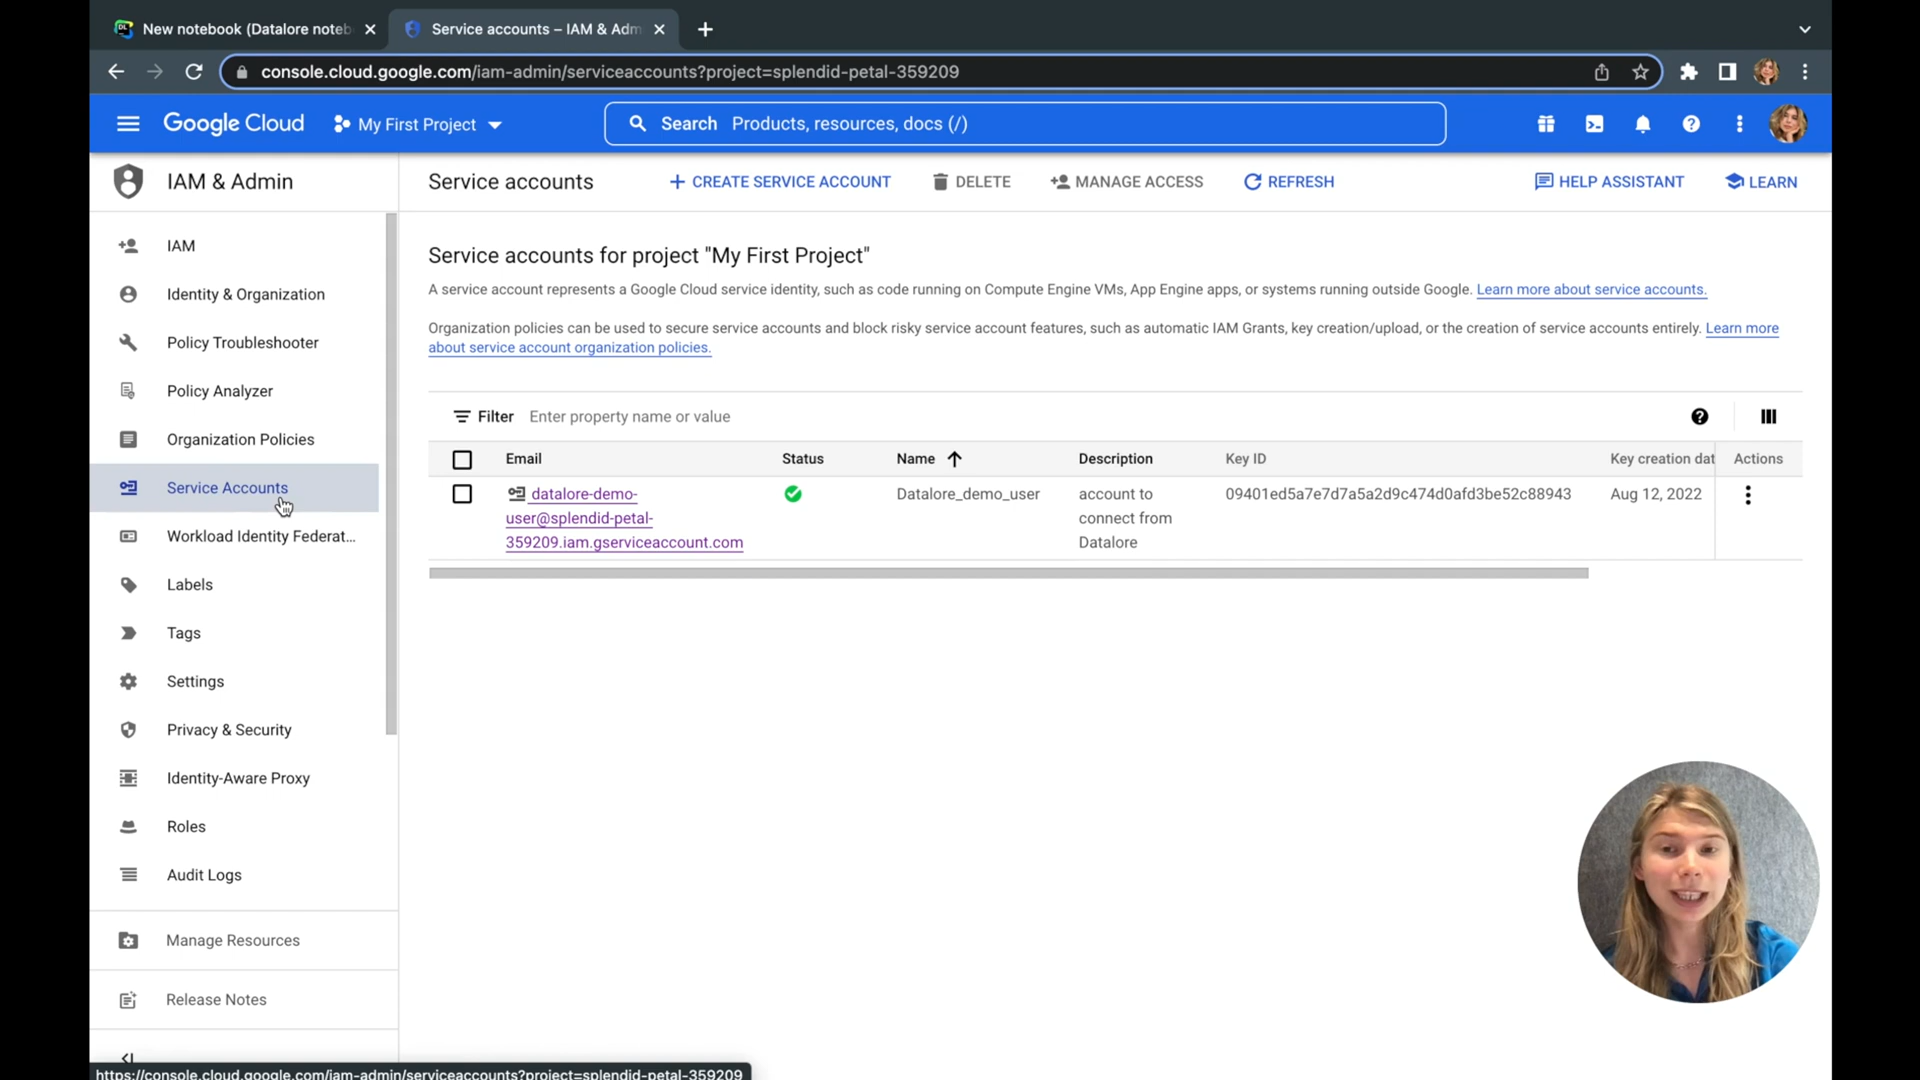 New notebook (Datalore noteb
Service accounts – IAM & Adm
console.cloud.google.com/iam-admin/serviceaccounts?project=splendid-petal-359209
Google Cloud
My First Project
Search Products, resources, docs (/)
IAM & Admin
Service accounts
CREATE SERVICE ACCOUNT
DELETE
MANAGE ACCESS
REFRESH
HELP ASSISTANT
LEARN
IAM
Identity & Organization
Policy Troubleshooter
Policy Analyzer
Organization Policies
Service Accounts
Workload Identity Federat...
Labels
Tags
Settings
Privacy & Security
Identity-Aware Proxy
Roles
Audit Logs
Manage Resources
Release Notes
Service accounts for project "My First Project"
A service account represents a Google Cloud service identity, such as code running on Compute Engine VMs, App Engine apps, or systems running outside Google. Learn more about service accounts.
Organization policies can be used to secure service accounts and block risky service account features, such as automatic IAM Grants, key creation/upload, or the creation of service accounts entirely. Learn more
about service account organization policies.
Filter Enter property name or value
Email Status Name Description Key ID Key creation dat Actions
datalore-demo-
user@splendid-petal-
359209.iam.gserviceaccount.com
Datalore_demo_user
account to
connect from
Datalore
09401ed5a7e7d7a5a2d9c474d0afd3be52c88943
Aug 12, 2022
https://console.cloud.google.com/iam-admin/serviceaccounts?project=splendid-petal-359209